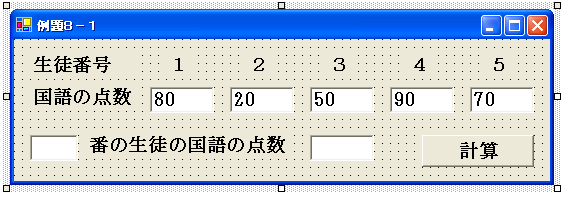 例題8－1
生徒番号 1 2 3 4 5
国語の点数 80 20 50 90 70
番の生徒の国語の点数 計算